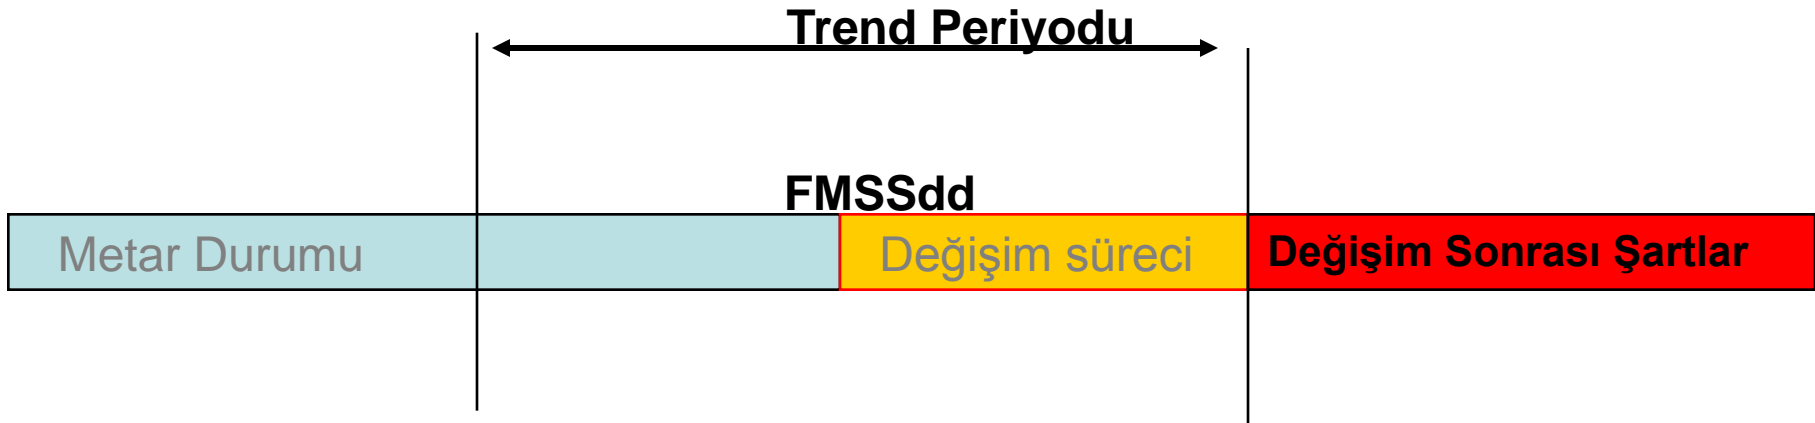 Trend Periyodu
FMSSdd
Metar Durumu
Değişim süreci
Değişim Sonrası Şartlar